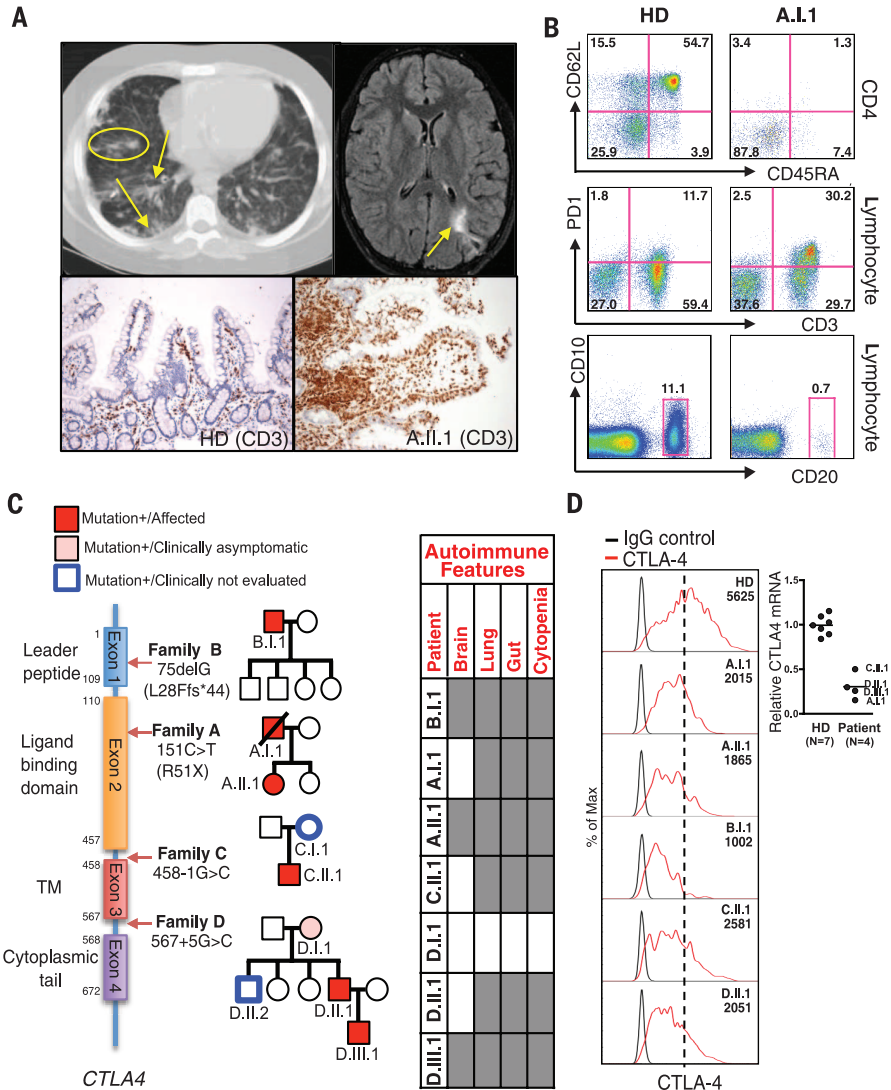 A
HD (CD3)
A.II.1 (CD3)
B
HD
A.I.1
CD62L
15.5
54.7
25.9
3.9
3.4
1.3
87.8
7.4
CD4
CD45RA
PD1
1.8
11.7
27.0
59.4
2.5
30.2
37.6
29.7
Lymphocyte
CD3
CD10
11.1
0.7
Lymphocyte
CD20
C
Mutation+/Affected
Mutation+/Clinically asymptomatic
Mutation+/Clinically not evaluated
Leader
peptide
Ligand
binding
domain
TM
Cytoplasmic
tail
1
Exon 1
109
110
Exon 2
457
458
Exon 3
567
568
Exon 4
672
CTLA4
Family B
75delG
(L28Ffs*44)
Family A
151C>T
(R51X)
Family C
458-1G>C
Family D
567+5G>C
B.I.1
A.I.1
A.II.1
C.I.1
C.II.1
D.I.1
D.II.2
D.II.1
D.III.1
Autoimmune
Features
Patient
Brain
Lung
Gut
Cytopenia
B.I.1
A.I.1
A.II.1
C.II.1
D.I.1
D.II.1
D.III.1
D
IgG control
CTLA-4
HD
5625
A.I.1
2015
A.II.1
1865
B.I.1
1002
C.II.1
2581
D.II.1
2051
% of Max
CTLA-4
Relative CTLA4 mRNA
1.5
1.0
0.5
0.0
C.II.1
D.II.1
D.III.1
A.I.1
HD
(N=7)
Patient
(N=4)